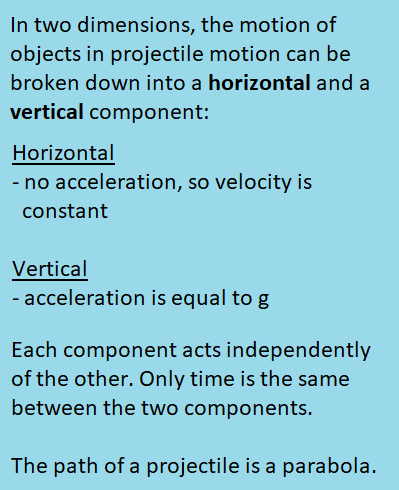 In two dimensions, the motion of
objects in projectile motion can be
broken down into a horizontal and a
vertical component:
Horizontal
- no acceleration, so velocity is
constant
Vertical
- acceleration is equal to g
Each component acts independently
of the other. Only time is the same
between the two components.
The path of a projectile is a parabola.